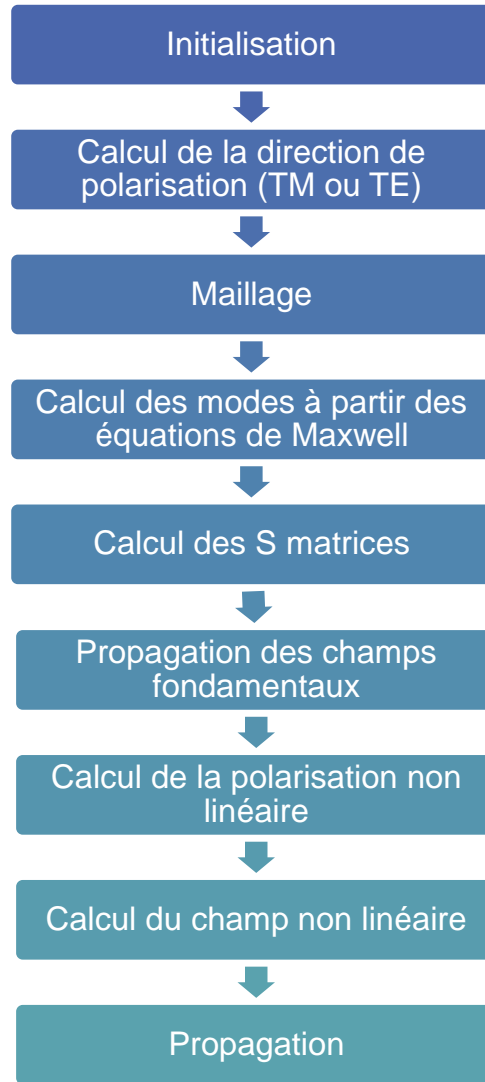 Initialisation
Calcul de la direction de
polarisation (TM ou TE)
Maillage
Calcul des modes à partir des
équations de Maxwell
Calcul des S matrices
Propagation des champs
fondamentaux
Calcul de la polarisation non
linéaire
Calcul du champ non linéaire
Propagation